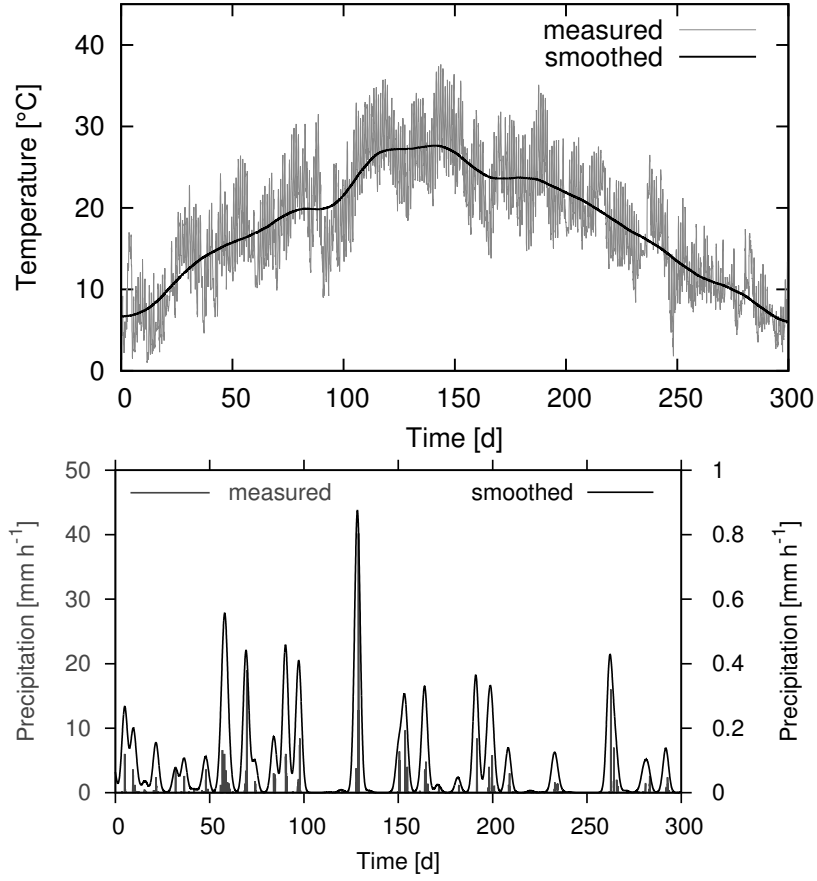 measured
smoothed
Temperature [°C]
40
30
20
10
0
0 50 100 150 200 250 300
Time [d]
measured
smoothed
Precipitation [mm h-1]
50
40
30
20
10
0
1
0.8
0.6
0.4
0.2
0
Precipitation [mm h-1]
0 50 100 150 200 250 300
Time [d]